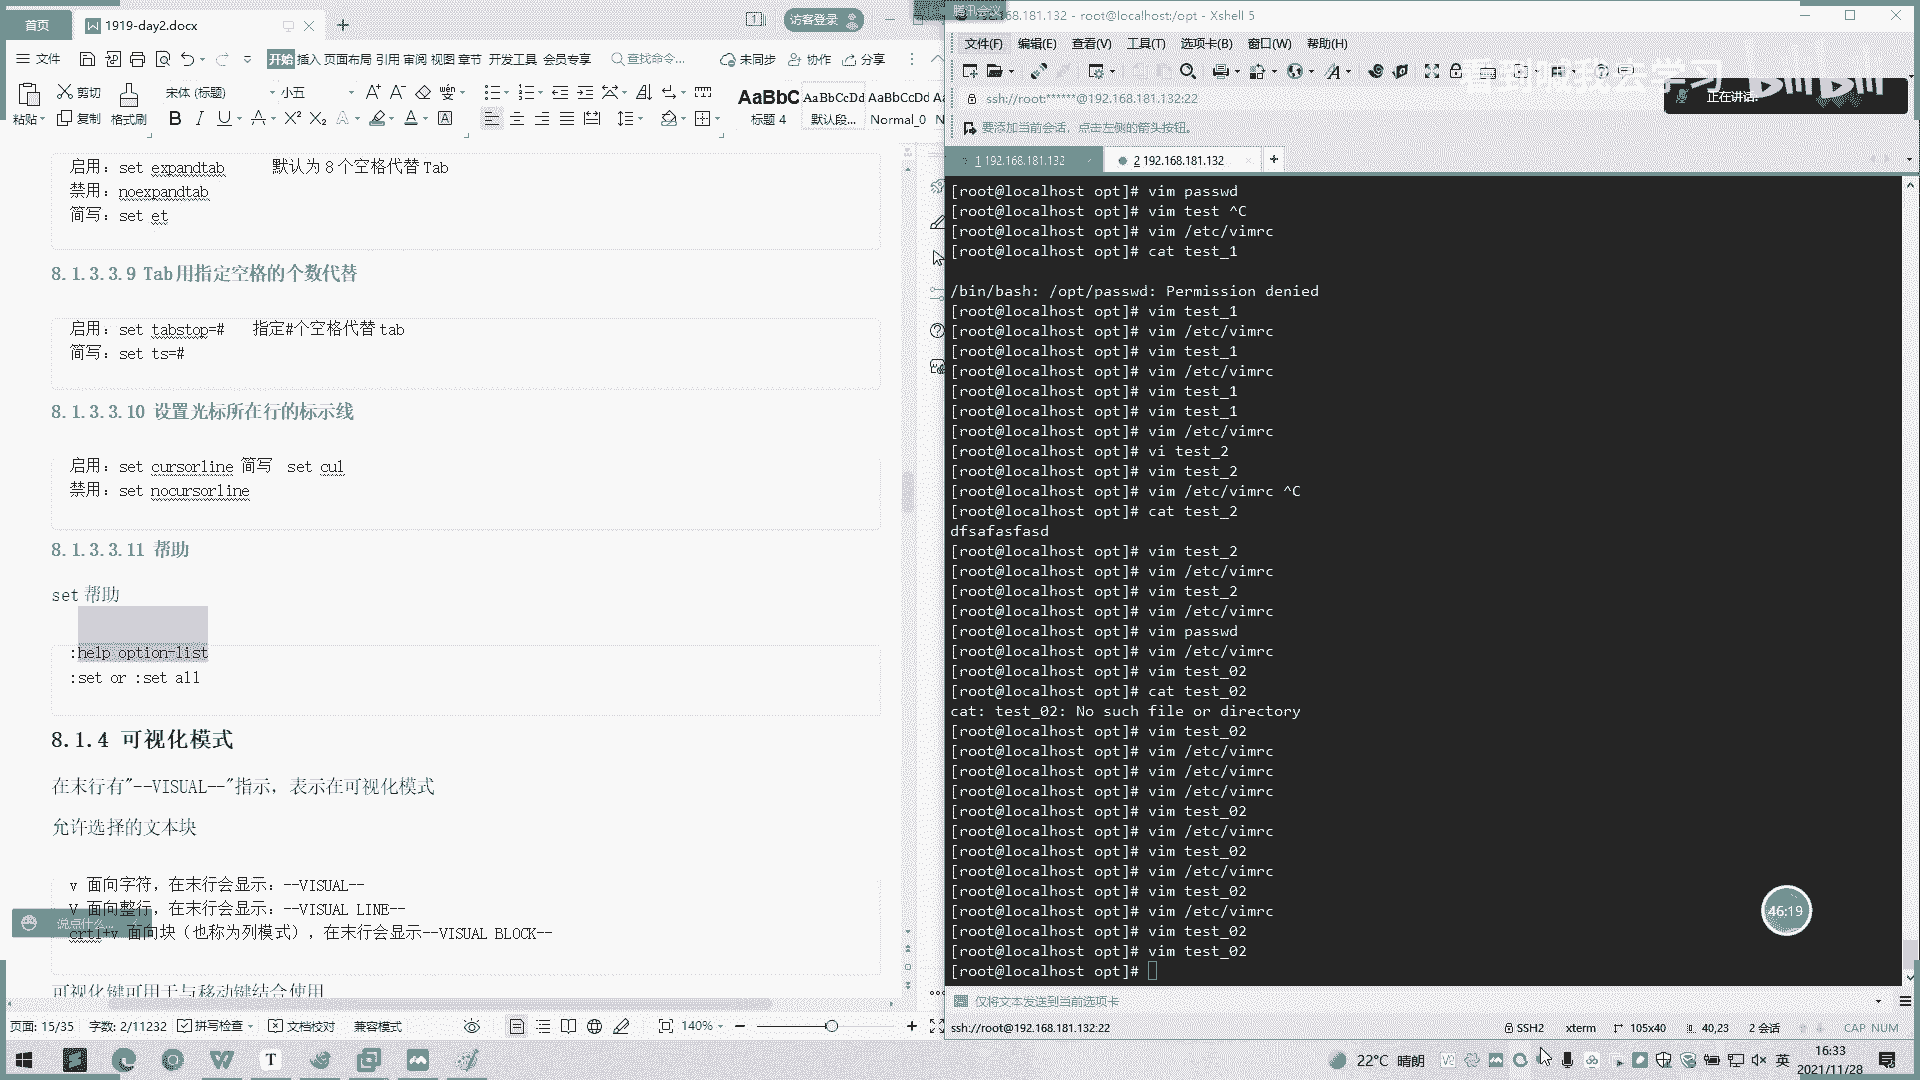 首页
1919-day2.docx
访客登录
文件
开始 插入 页面布局 引用 审阅 视图 章节 开发工具 会员专享
查找命令...
未同步
协作
分享
粘贴
剪切
复制
格式刷
宋体 (标题)
小五
AaBbC
AaBbCcDd
AaBbCcDd
标题 4
默认段...
Normal_0
启用：set expandtab 默认为 8 个空格代替 Tab
禁用：noexpandtab
简写：set et
8.1.3.3.9 Tab用指定空格的个数代替
启用：set tabstop=# 指定#个空格代替 tab
简写：set ts=#
8.1.3.3.10 设置光标所在行的标示线
启用：set cursorline 简写 set cul
禁用：set nocursorline
8.1.3.3.11 帮助
set 帮助
:help option-list
:set or :set all
8.1.4 可视化模式
在末行有"--VISUAL--"指示，表示在可视化模式
允许选择的文本块
v 面向字符，在末行会显示：--VISUAL--
V 面向整行，在末行会显示：--VISUAL LINE--
说点什么...
crtl+v 面向块（也称为列模式），在末行会显示--VISUAL BLOCK--
可视化键可用于与移动键结合使用
页面: 15/35
字数: 2/11232
拼写检查
文档校对
兼容模式
140%
腾讯会议
.168.181.132 - root@localhost:/opt - Xshell 5
文件(F) 编辑(E) 查看(V) 工具(T) 选项卡(B) 窗口(W) 帮助(H)
看到贼我去学习
bilibili
正在讲话:
ssh://root:******@192.168.181.132:22
要添加当前会话，点击左侧的箭头按钮。
1 192.168.181.132
2 192.168.181.132
[root@localhost opt]# vim passwd
[root@localhost opt]# vim test ^C
[root@localhost opt]# vim /etc/vimrc
[root@localhost opt]# cat test_1
/bin/bash: /opt/passwd: Permission denied
[root@localhost opt]# vim test_1
[root@localhost opt]# vim /etc/vimrc
[root@localhost opt]# vim test_1
[root@localhost opt]# vim /etc/vimrc
[root@localhost opt]# vim test_1
[root@localhost opt]# vim test_1
[root@localhost opt]# vim /etc/vimrc
[root@localhost opt]# vi test_2
[root@localhost opt]# vim test_2
[root@localhost opt]# vim /etc/vimrc ^C
[root@localhost opt]# cat test_2
dfsafasfasd
[root@localhost opt]# vim test_2
[root@localhost opt]# vim /etc/vimrc
[root@localhost opt]# vim test_2
[root@localhost opt]# vim /etc/vimrc
[root@localhost opt]# vim passwd
[root@localhost opt]# vim /etc/vimrc
[root@localhost opt]# vim test_02
[root@localhost opt]# cat test_02
cat: test_02: No such file or directory
[root@localhost opt]# vim test_02
[root@localhost opt]# vim /etc/vimrc
[root@localhost opt]# vim /etc/vimrc
[root@localhost opt]# vim /etc/vimrc
[root@localhost opt]# vim test_02
[root@localhost opt]# vim /etc/vimrc
[root@localhost opt]# vim test_02
[root@localhost opt]# vim /etc/vimrc
[root@localhost opt]# vim test_02
[root@localhost opt]# vim /etc/vimrc
[root@localhost opt]# vim test_02
[root@localhost opt]# vim test_02
[root@localhost opt]#
46:19
仅将文本发送到当前选项卡
ssh://root@192.168.181.132:22
SSH2
xterm
105x40
40,23
2 会话
CAP NUM
22°C 晴朗
英
16:33
2021/11/28